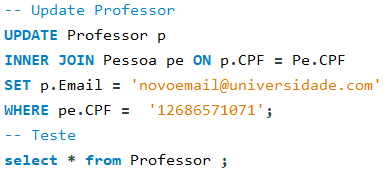 -- Update Professor
UPDATE Professor p
INNER JOIN Pessoa pe ON p.CPF = Pe.CPF
SET p.Email = 'novoemail@universidade.com'
WHERE pe.CPF =  '12686571071';
-- Teste
select * from Professor ;